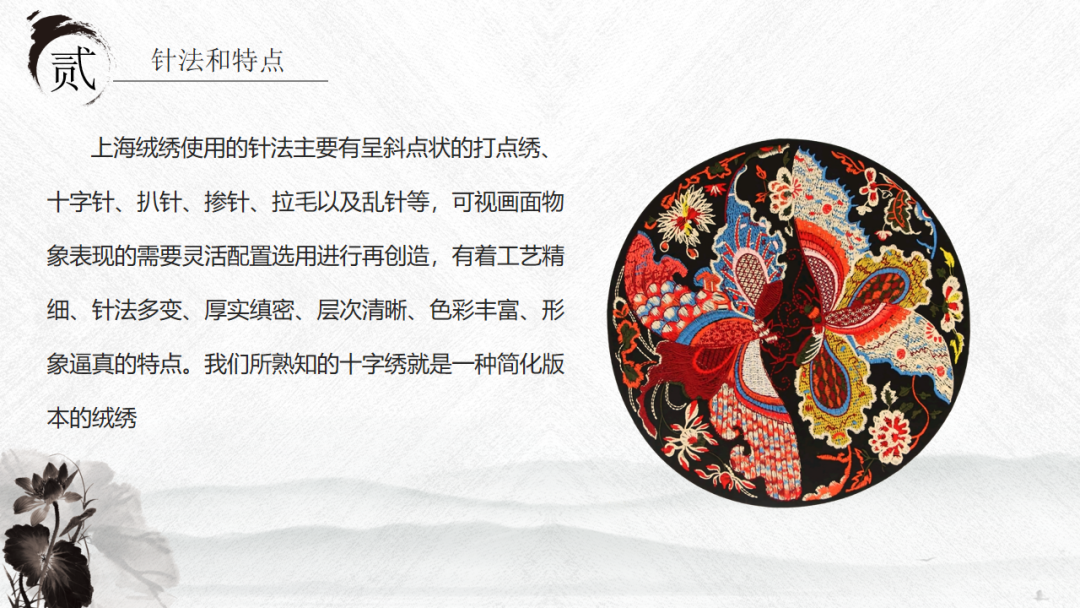 贰
针法和特点
上海绒绣使用的针法主要有呈斜点状的打点绣、
十字针、扒针、掺针、拉毛以及乱针等，可视画面物
象表现的需要灵活配置选用进行再创造，有着工艺精
细、针法多变、厚实缜密、层次清晰、色彩丰富、形
象逼真的特点。我们所熟知的十字绣就是一种简化版
本的绒绣